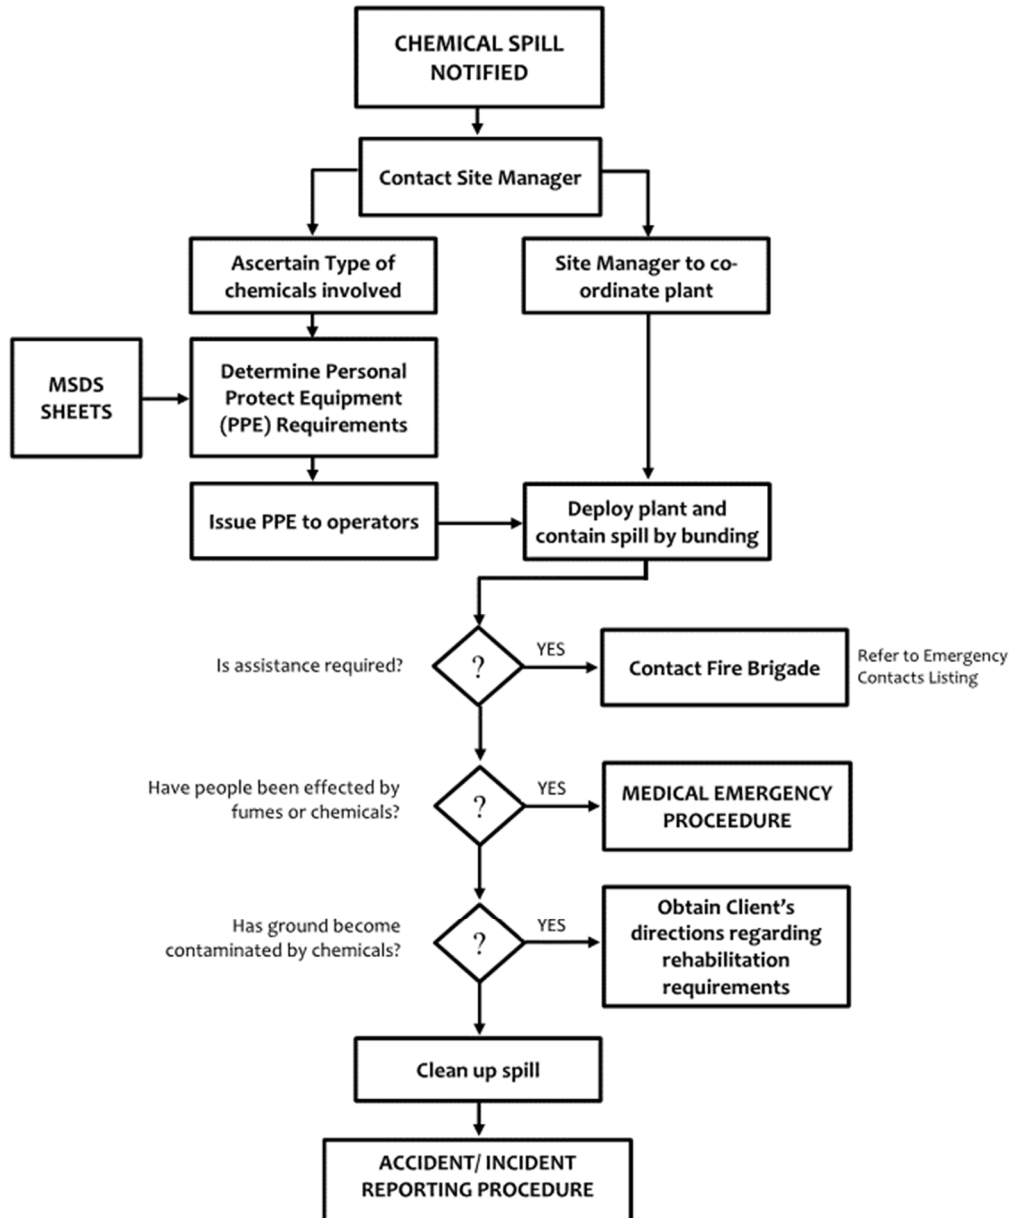 CHEMICAL SPILL
NOTIFIED
Contact Site Manager
Ascertain Type of
chemicals involved
Site Manager to co-
ordinate plant
MSDS
SHEETS
Determine Personal
Protect Equipment
(PPE) Requirements
Issue PPE to operators
Deploy plant and
contain spill by bunding
Is assistance required?
?
YES
Contact Fire Brigade
Refer to Emergency
Contacts Listing
Have people been effected by
fumes or chemicals?
?
YES
MEDICAL EMERGENCY
PROCEEDURE
Has ground become
contaminated by chemicals?
?
YES
Obtain Client’s
directions regarding
rehabilitation
requirements
Clean up spill
ACCIDENT/ INCIDENT
REPORTING PROCEDURE